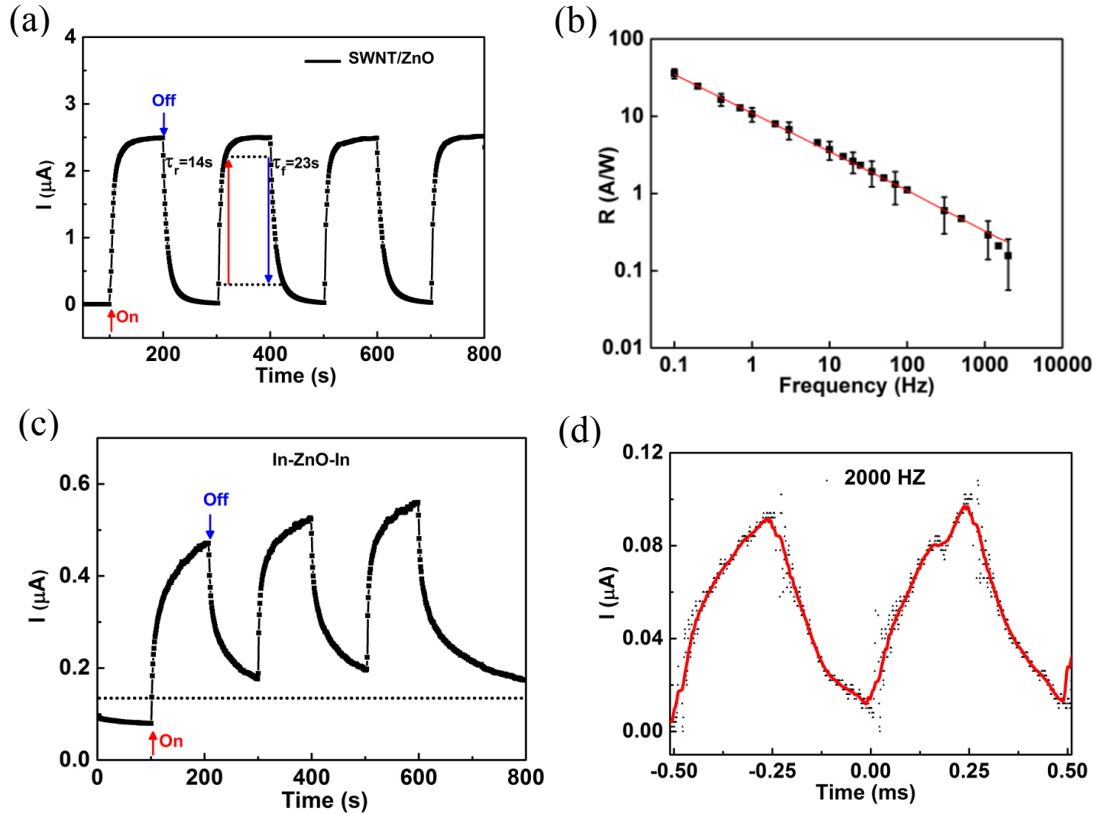 (a)
4
3
2
1
0
I (μA)
SWNT/ZnO
Off
τr=14s
τf=23s
On
200
400
600
800
Time (s)
(b)
100
10
1
0.1
0.01
R (A/W)
0.1
1
10
100
1000
10000
Frequency (Hz)
(c)
0.6
0.4
0.2
0.0
I (μA)
In-ZnO-In
Off
On
0
200
400
600
800
Time (s)
(d)
0.12
0.08
0.04
0.00
I (μA)
2000 HZ
-0.50
-0.25
0.00
0.25
0.50
Time (ms)